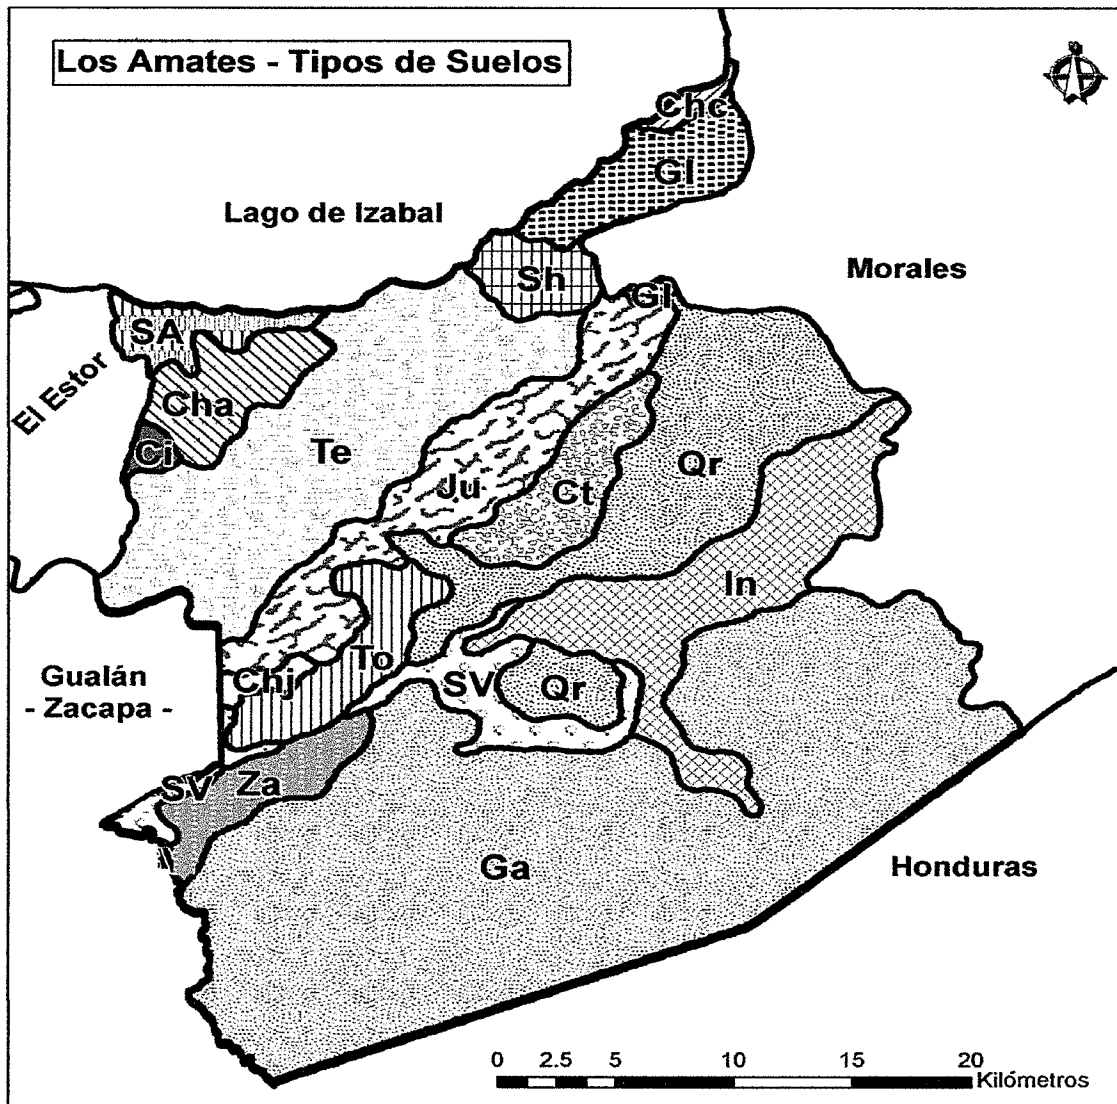 Los Amates - Tipos de Suelos
N
Chc
Gl
Lago de Izabal
Morales
Sh
Gl
SA
El Estor
Cha
Ci
Te
Ju
Ct
Qr
In
To
Chj
SV
Qr
Gualán
- Zacapa -
SV
Za
Ga
Honduras
0 2.5 5 10 15 20
Kilómetros